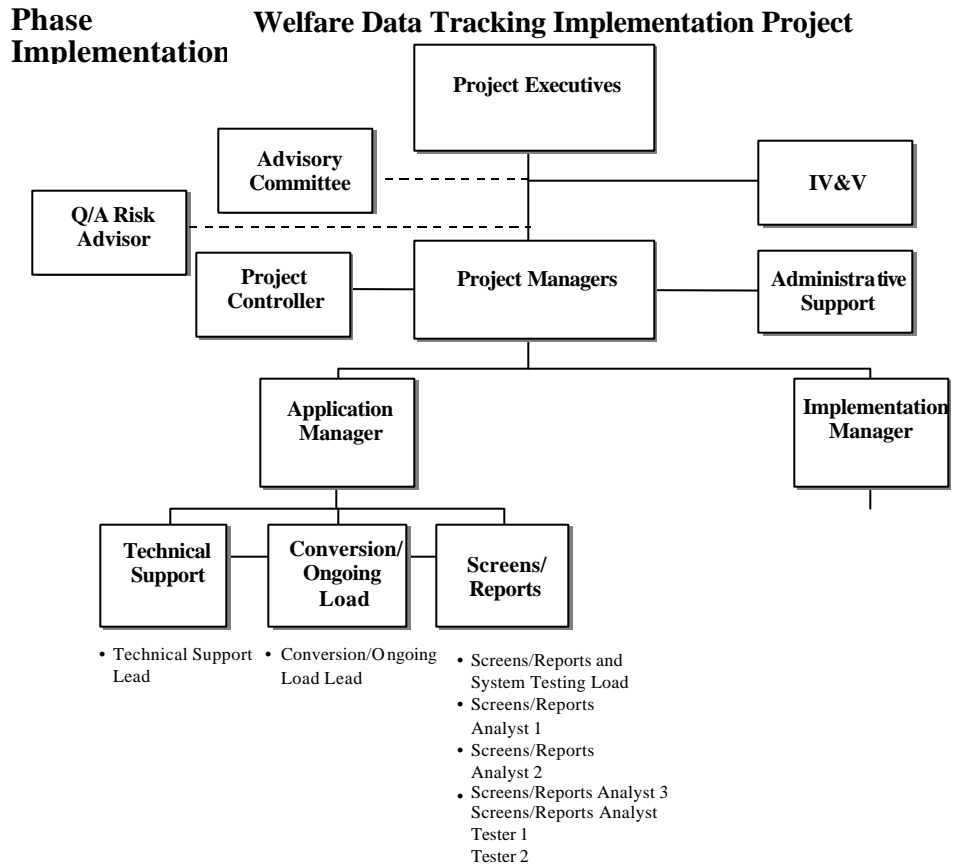 Phase
Implementation
Welfare Data Tracking Implementation Project
Project Executives
Advisory
Committee
IV&V
Q/A Risk
Advisor
Project
Controller
Project Managers
Administrative
Support
Application
Manager
Implementation
Manager
Technical
Support
Conversion/
Ongoing
Load
Screens/
Reports
• Technical Support
Lead
• Conversion/Ongoing
Load Lead
• Screens/Reports and
System Testing Load
• Screens/Reports
Analyst 1
• Screens/Reports
Analyst 2
• Screens/Reports Analyst 3
Screens/Reports Analyst
Tester 1
Tester 2